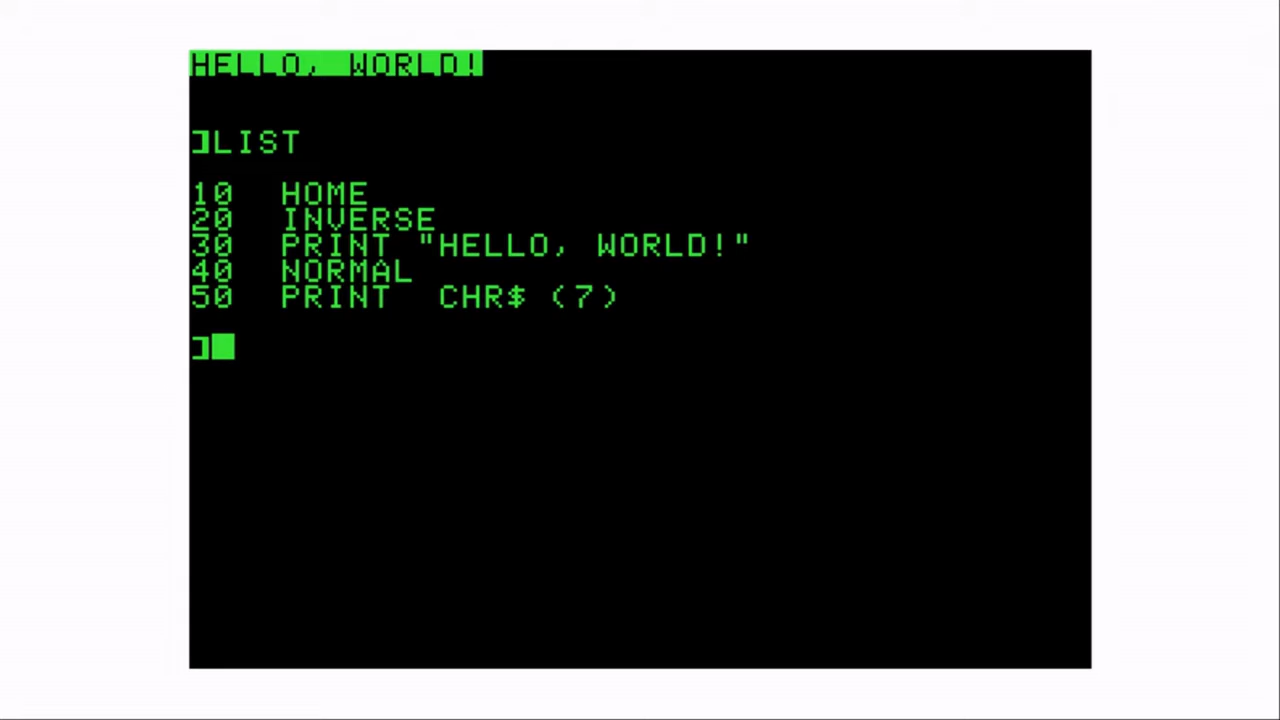 HELLO, WORLD!
]LIST
10  HOME
20  INVERSE
30  PRINT "HELLO, WORLD!"
40  NORMAL
50  PRINT  CHR$ (7)
]